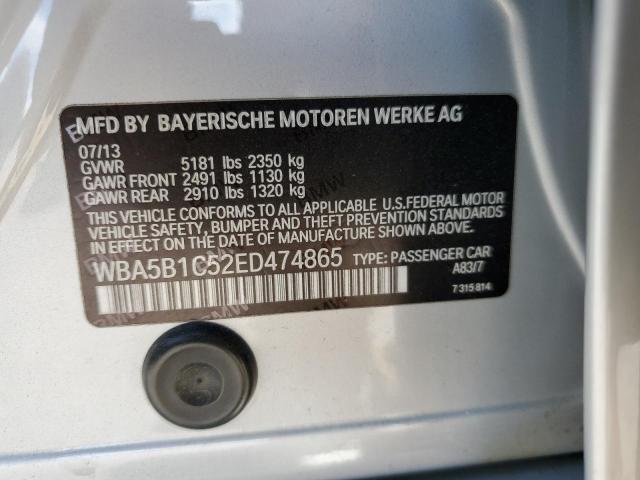 MFD BY BAYERISCHE MOTOREN WERKE AG
07/13
GVWR 5181 lbs 2350 kg
GAWR FRONT 2491 lbs 1130 kg
GAWR REAR 2910 lbs 1320 kg
THIS VEHICLE CONFORMS TO ALL APPLICABLE U.S.FEDERAL MOTOR
VEHICLE SAFETY, BUMPER AND THEFT PREVENTION STANDARDS
IN EFFECT ON THE DATE OF MANUFACTURE SHOWN ABOVE.
WBA5B1C52ED474865 TYPE: PASSENGER CAR
A83/7
7 315 814